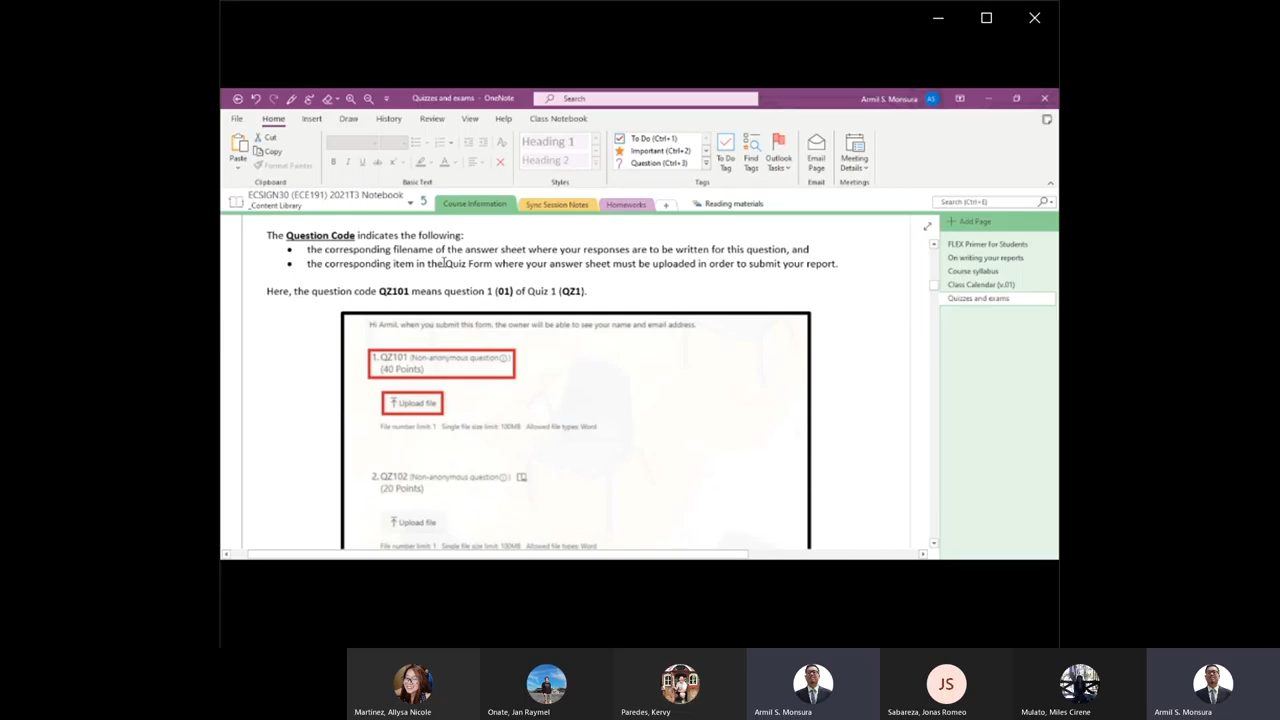 Quizzes and exams - OneNote
Search
Armil S. Monsura
AS
File Home Insert Draw History Review View Help Class Notebook
Paste
Cut
Copy
Format Painter
Clipboard
Basic Text
Heading 1
Heading 2
Styles
To Do (Ctrl+1)
Important (Ctrl+2)
Question (Ctrl+3)
To Do
Tag
Find
Tags
Outlook
Tasks
Tags
Email
Page
Email
Meeting
Details
Meetings
ECSIGN30 (ECE191) 2021T3 Notebook
_Content Library
Course Information
Sync Session Notes
Homeworks
Reading materials
Search (Ctrl+E)
The Question Code indicates the following:
• the corresponding filename of the answer sheet where your responses are to be written for this question, and
• the corresponding item in the Quiz Form where your answer sheet must be uploaded in order to submit your report.
Here, the question code QZ101 means question 1 (01) of Quiz 1 (QZ1).
Hi Armil, when you submit this form, the owner will be able to see your name and email address.
1. QZ101 (Non-anonymous question)
(40 Points)
Upload file
File number limit: 1 Single file size limit: 100MB Allowed file types: Word
2. QZ102 (Non-anonymous question)
(20 Points)
Upload file
File number limit: 1 Single file size limit: 100MB Allowed file types: Word
Add Page
FLEX Primer for Students
On writing your reports
Course syllabus
Class Calendar (v.01)
Quizzes and exams
Martinez, Allysa Nicole
Onate, Jan Raymel
Paredes, Kervy
Armil S. Monsura
JS
Sabareza, Jonas Romeo
Mulato, Miles Cirene
Armil S. Monsura